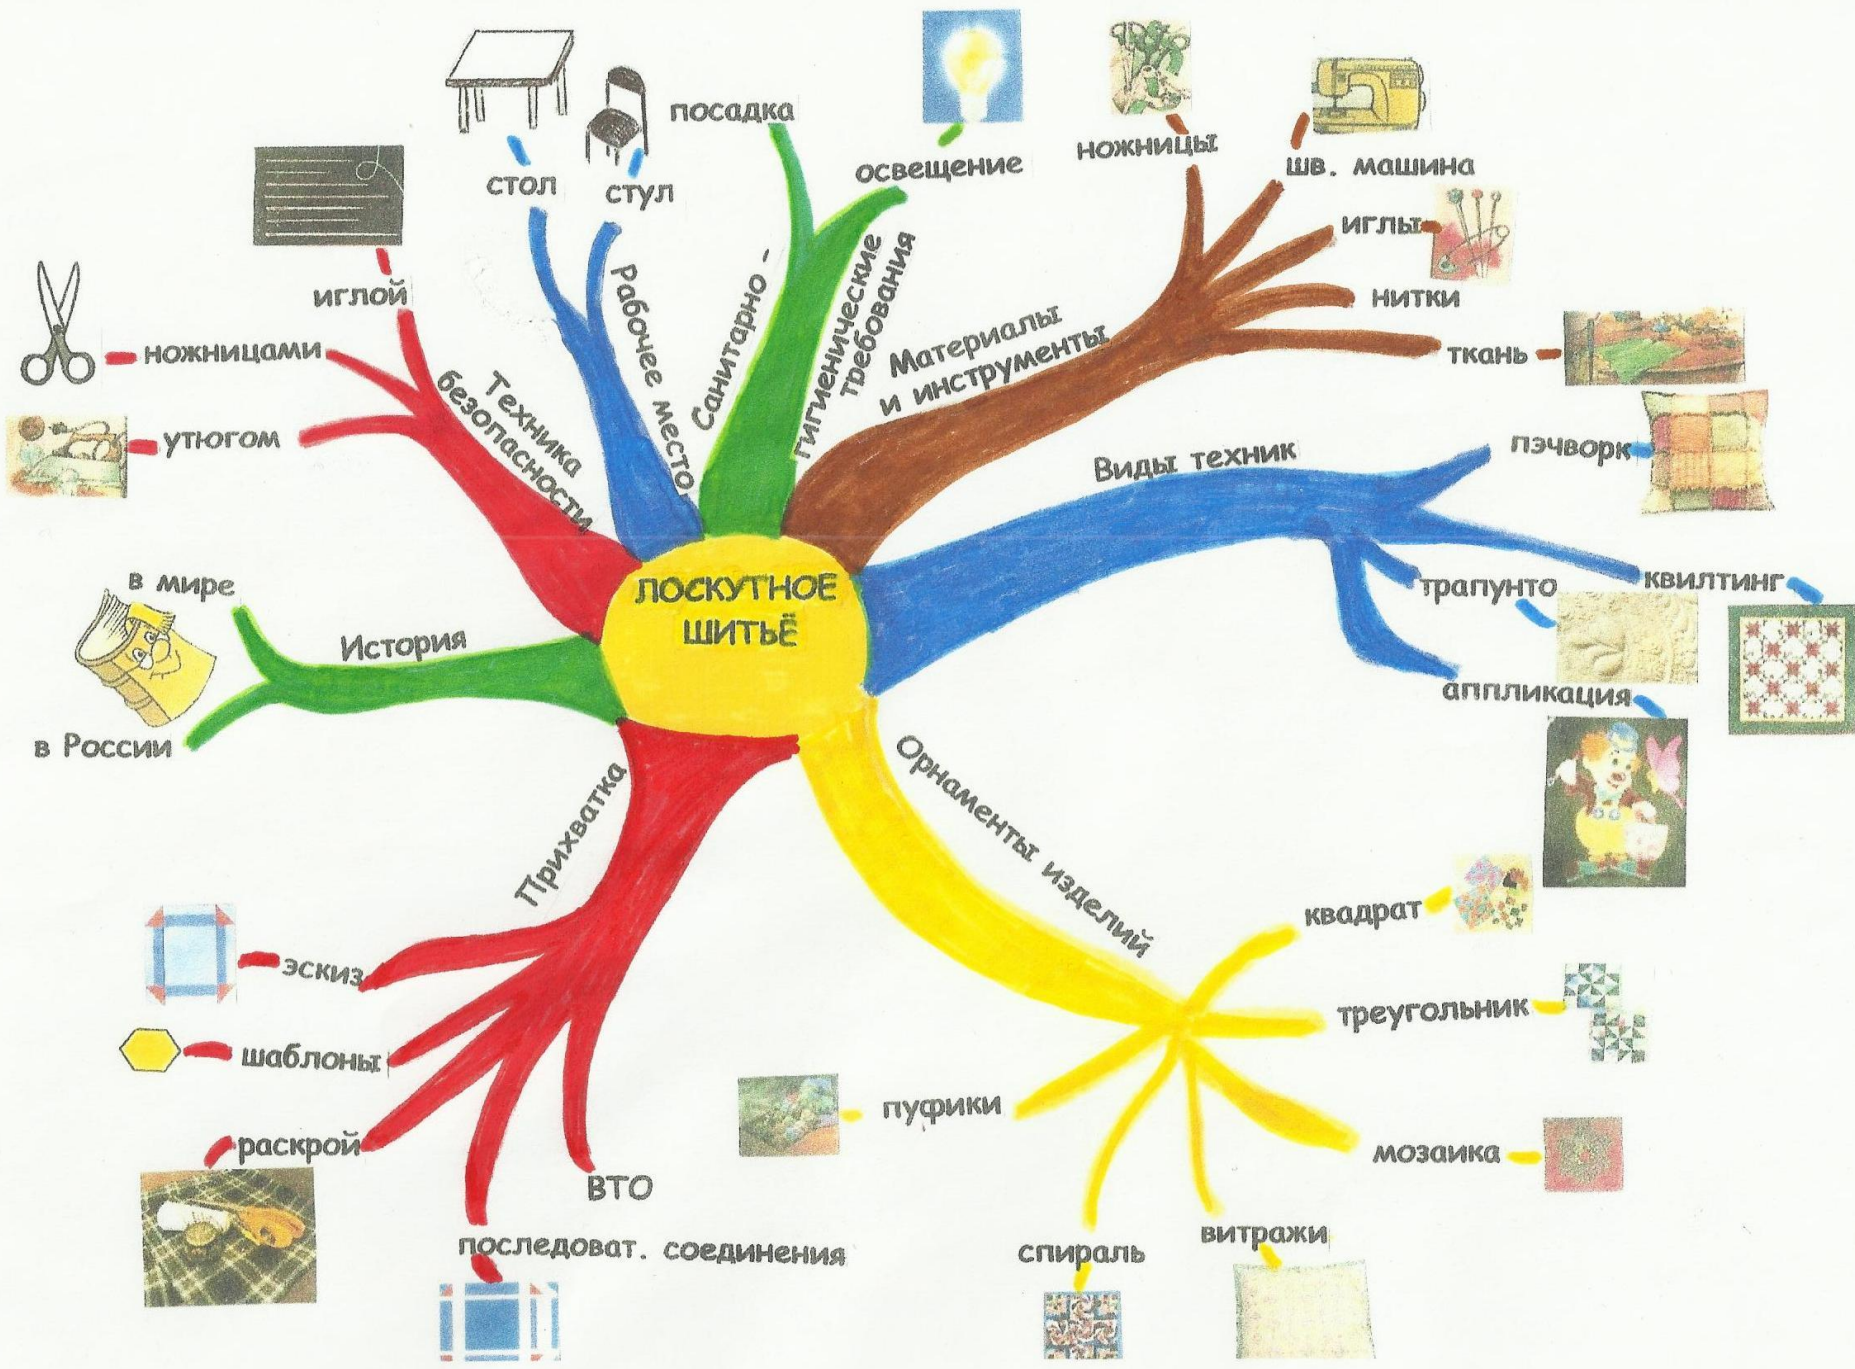 ЛОСКУТНОЕ
ШИТЬЁ
Техника
безопасности
иглой
ножницами
утюгом
Рабочее место
стол
стул
Санитарно -
гигиенические
требования
посадка
освещение
Материалы
и инструменты
ножницы
шв. машина
иглы
нитки
ткань
Виды техник
пэчворк
квилтинг
трапунто
аппликация
Орнаменты изделий
квадрат
треугольник
мозаика
витражи
спираль
пуфики
Прихватка
эскиз
шаблоны
раскрой
последоват. соединения
ВТО
История
в мире
в России